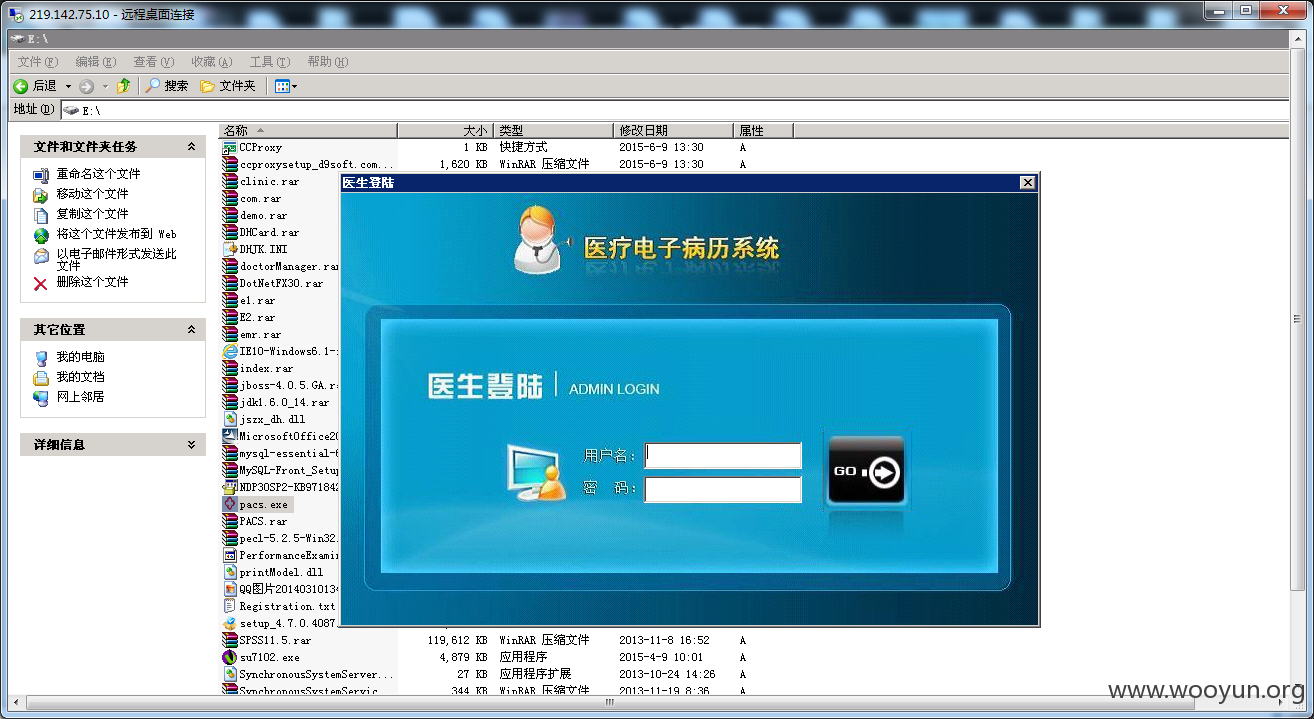 219.142.75.10 - 远程桌面连接
E:\
文件(F) 编辑(E) 查看(V) 收藏(A) 工具(T) 帮助(H)
后退 搜索 文件夹
地址(D) E:\
文件和文件夹任务
重命名这个文件
移动这个文件
复制这个文件
将这个文件发布到 Web
以电子邮件形式发送此
文件
删除这个文件
其它位置
我的电脑
我的文档
网上邻居
详细信息
名称 大小 类型 修改日期 属性
CCProxy 1 KB 快捷方式 2015-6-9 13:30 A
ccproxysetup_d9soft.com... 1,620 KB WinRAR 压缩文件 2015-6-9 13:30 A
clinic.rar
com.rar
demo.rar
DHCard.rar
DHJK.INI
doctorManager.rar
DotNetFX30.rar
e1.rar
E2.rar
emr.rar
IE10-Windows6.1-
index.rar
jboss-4.0.5.GA.r
jdk1.6.0_14.rar
jszx_dh.dll
MicrosoftOffice20
mysql-essential-6
MySQL-Front_Setup
NDP30SP2-KB971842
pacs.exe
PACS.rar
pecl-5.2.5-Win32.
PerformanceExami
printModel.dll
QQ图片2014031013
Registration.txt
setup_4.7.0.4087
SPSS11.5.rar 119,612 KB WinRAR 压缩文件 2013-11-8 16:52 A
su7102.exe 4,879 KB 应用程序 2015-4-9 10:01 A
SynchronousSystemServer... 27 KB 应用程序扩展 2013-10-24 14:26 A
SynchronousSystemServic 344 KB WinRAR 压缩文件 2013-11-19 8:36 A
医生登陆
医疗电子病历系统
医生登陆 ADMIN LOGIN
用户名:
密 码:
GO
www.wooyun.org